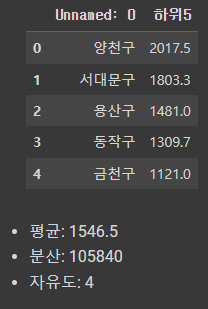 Unnamed: 0 하위5
0 양천구 2017.5
1 서대문구 1803.3
2 용산구 1481.0
3 동작구 1309.7
4 금천구 1121.0
• 평균: 1546.5
• 분산: 105840
• 자유도: 4